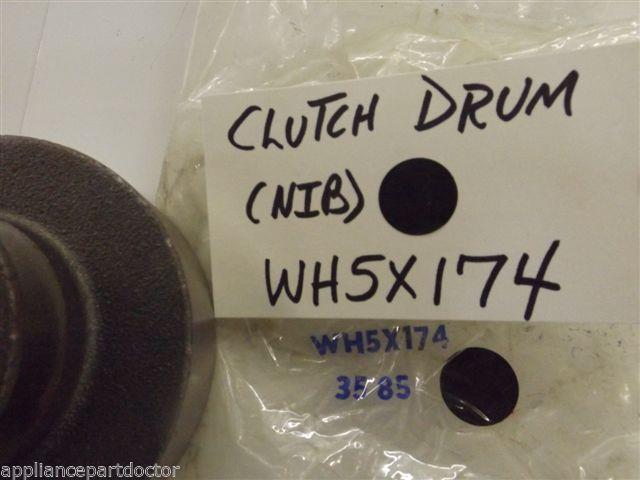 CLUTCH DRUM
(NIB)
WH5X174
WH5X174
35 85
appliancepartdoctor